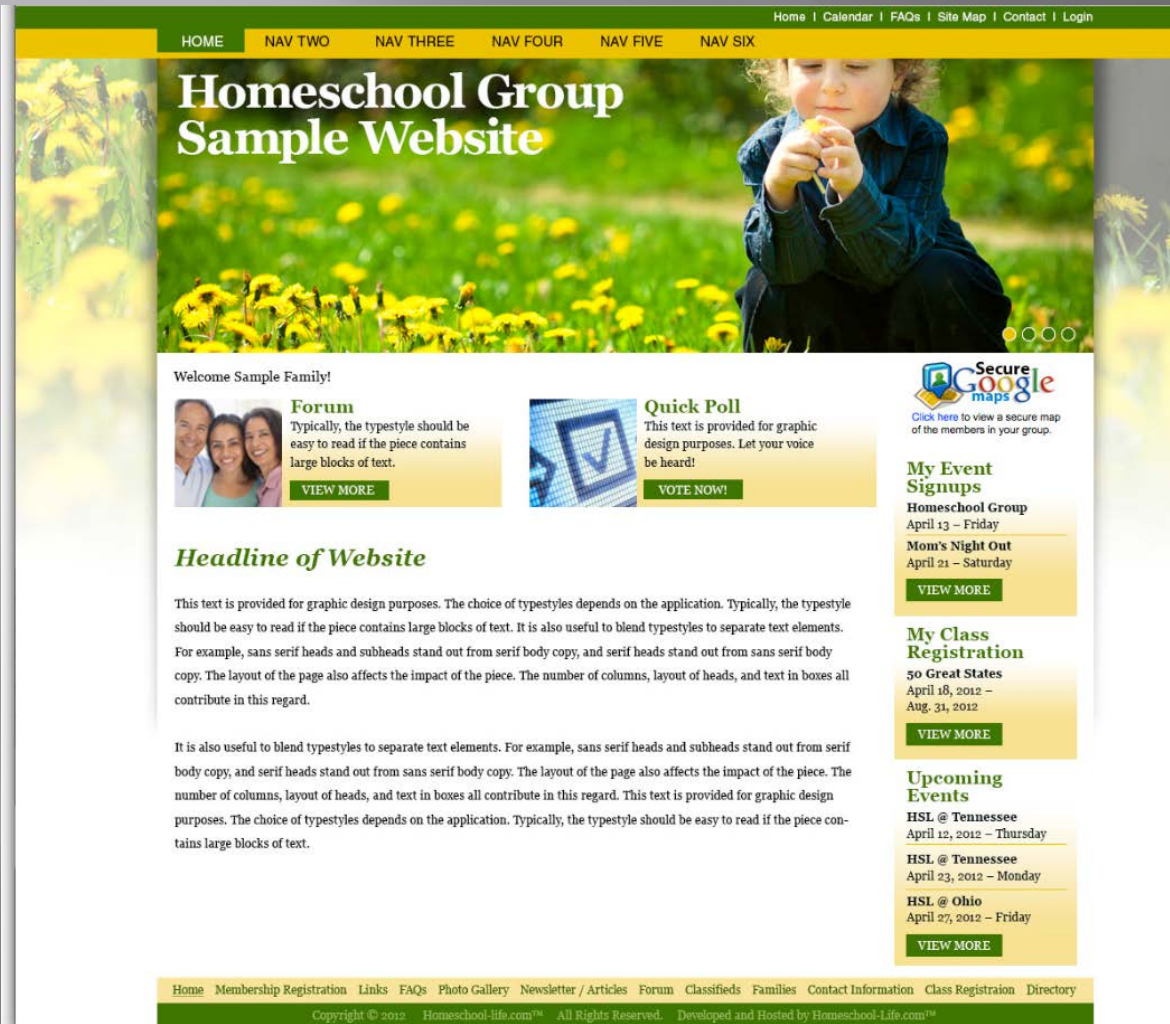 Home | Calendar | FAQs | Site Map | Contact | Login
HOME NAV TWO NAV THREE NAV FOUR NAV FIVE NAV SIX
Homeschool Group
Sample Website
Welcome Sample Family!
Forum
Typically, the typestyle should be
easy to read if the piece contains
large blocks of text.
VIEW MORE
Quick Poll
This text is provided for graphic
design purposes. Let your voice
be heard!
VOTE NOW!
Headline of Website
This text is provided for graphic design purposes. The choice of typestyles depends on the application. Typically, the typestyle
should be easy to read if the piece contains large blocks of text. It is also useful to blend typestyles to separate text elements.
For example, sans serif heads and subheads stand out from serif body copy, and serif heads stand out from sans serif body
copy. The layout of the page also affects the impact of the piece. The number of columns, layout of heads, and text in boxes all
contribute in this regard.
It is also useful to blend typestyles to separate text elements. For example, sans serif heads and subheads stand out from serif
body copy, and serif heads stand out from sans serif body copy. The layout of the page also affects the impact of the piece. The
number of columns, layout of heads, and text in boxes all contribute in this regard. This text is provided for graphic design
purposes. The choice of typestyles depends on the application. Typically, the typestyle should be easy to read if the piece con-
tains large blocks of text.
Secure
Google
maps
Click here to view a secure map
of the members in your group.
My Event
Signups
Homeschool Group
April 13 – Friday
Mom's Night Out
April 21 – Saturday
VIEW MORE
My Class
Registration
50 Great States
April 18, 2012 –
Aug. 31, 2012
VIEW MORE
Upcoming
Events
HSL @ Tennessee
April 12, 2012 – Thursday
HSL @ Tennessee
April 23, 2012 – Monday
HSL @ Ohio
April 27, 2012 – Friday
VIEW MORE
Home Membership Registration Links FAQs Photo Gallery Newsletter / Articles Forum Classifieds Families Contact Information Class Registraion Directory
Copyright © 2012 Homeschool-life.com™ All Rights Reserved. Developed and Hosted by Homeschool-Life.com™